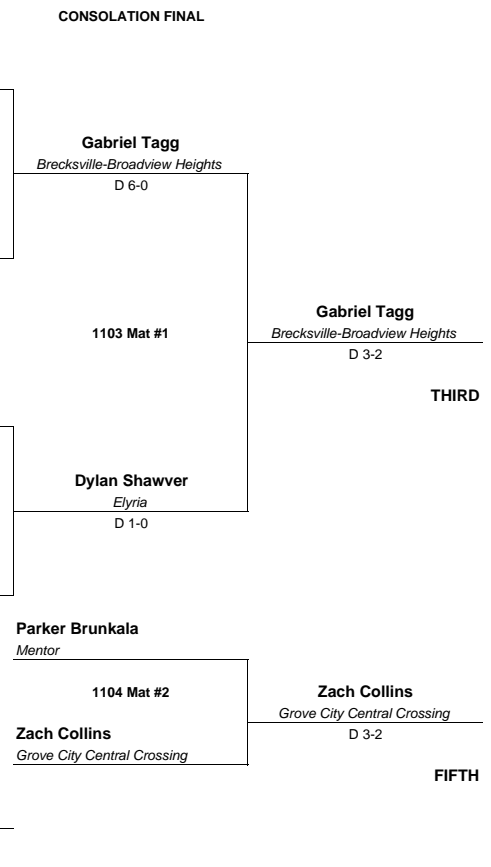 CONSOLATION FINAL
Gabriel Tagg
Brecksville-Broadview Heights
D 6-0
1103 Mat #1
Gabriel Tagg
Brecksville-Broadview Heights
D 3-2
THIRD
Dylan Shawver
Elyria
D 1-0
Parker Brunkala
Mentor
1104 Mat #2
Zach Collins
Grove City Central Crossing
Zach Collins
Grove City Central Crossing
D 3-2
FIFTH